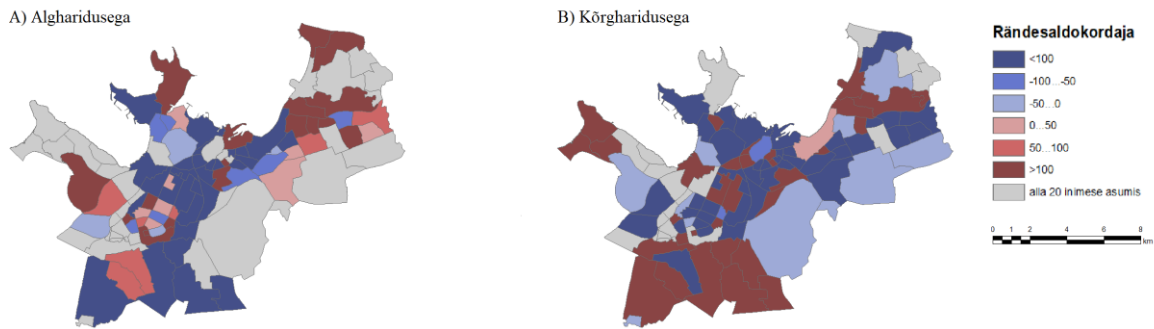 A) Algharidusega
B) Kõrgharidusega
Rändesaldokordaja
<100
-100...-50
-50...0
0...50
50...100
>100
alla 20 inimese asumis
0 1 2 4 6 8
km